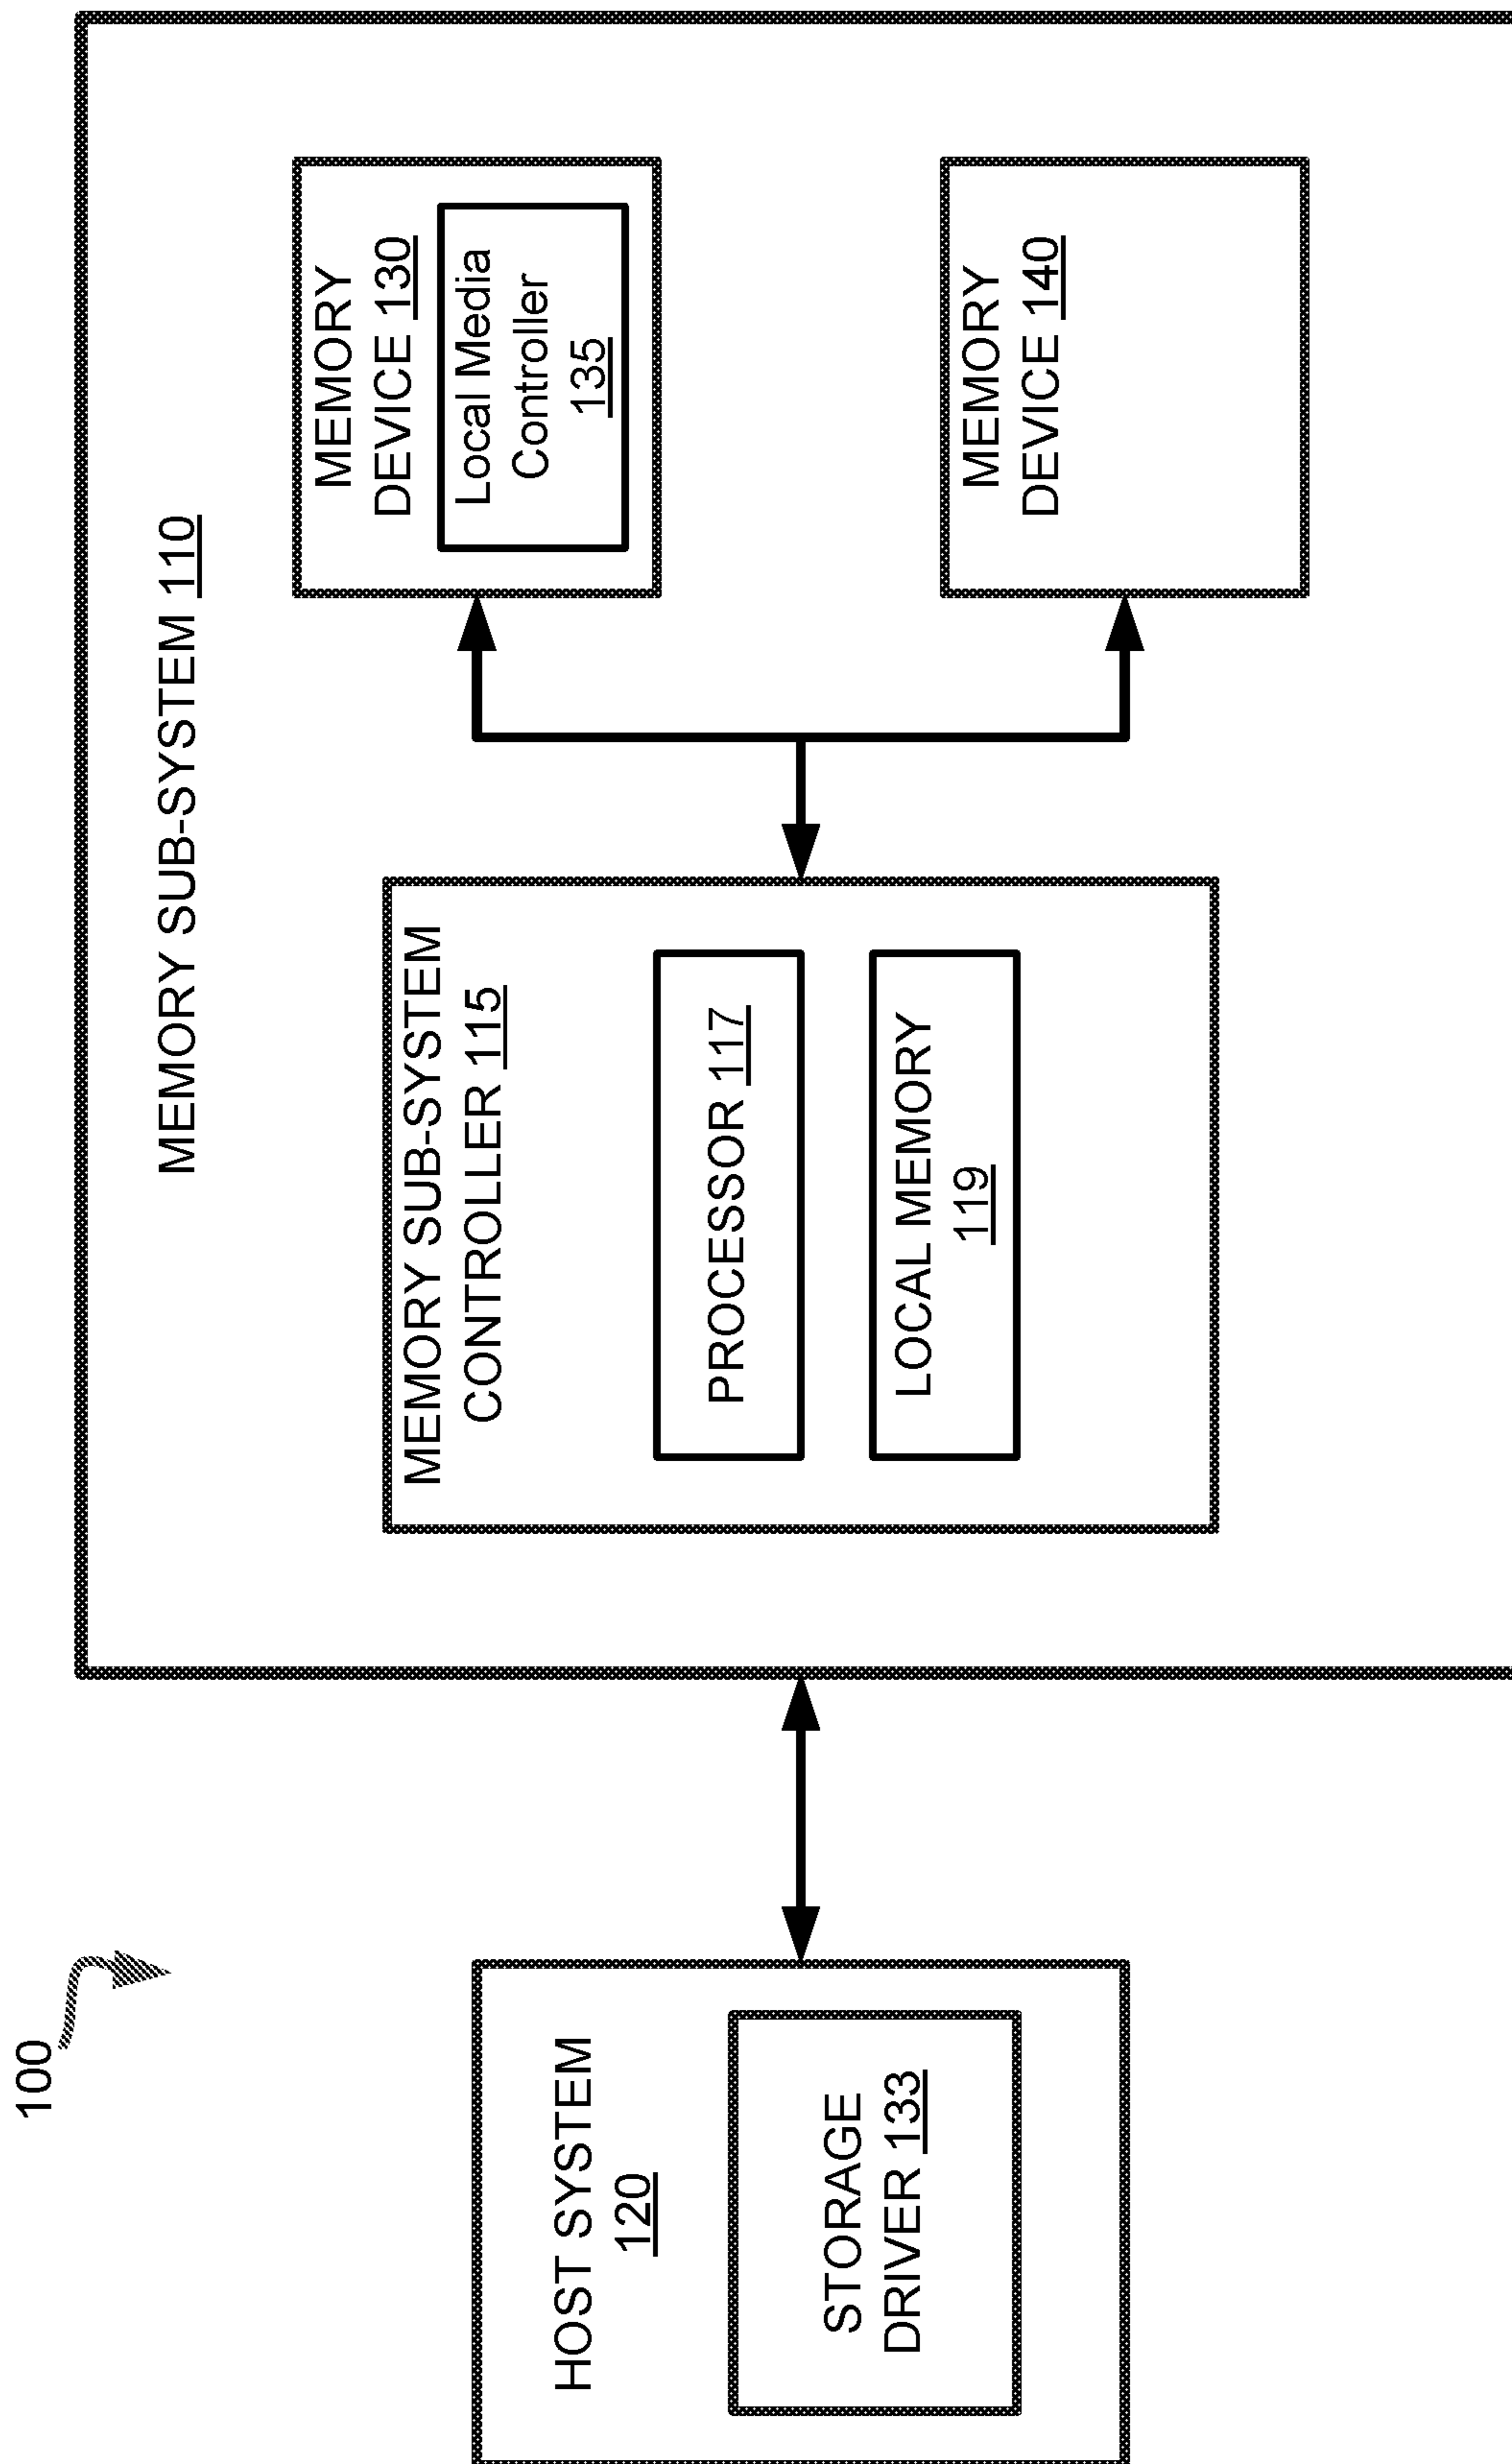 100
HOST SYSTEM
120
STORAGE
DRIVER 133
MEMORY SUB-SYSTEM 110
MEMORY SUB-SYSTEM
CONTROLLER 115
PROCESSOR 117
LOCAL MEMORY
119
MEMORY
DEVICE 130
Local Media
Controller
135
MEMORY
DEVICE 140